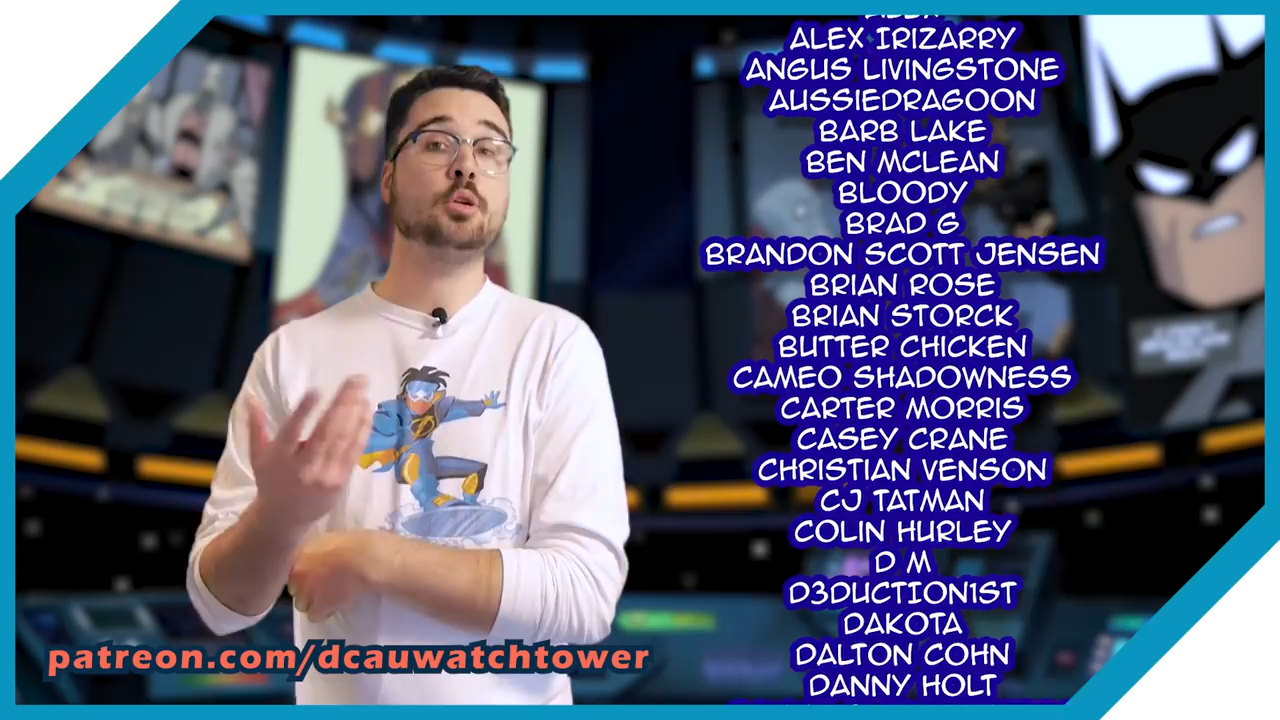 ALEX
ALEX IRIZARRY
ANGUS LIVINGSTONE
AUSSIEDRAGOON
BARB LAKE
BEN MCLEAN
BLOODY
BRAD G
BRANDON SCOTT JENSEN
BRIAN ROSE
BRIAN STORCK
BUTTER CHICKEN
CAMEO SHADOWNESS
CARTER MORRIS
CASEY CRANE
CHRISTIAN VENSON
CJ TATMAN
COLIN HURLEY
D M
D3DUCTION1ST
DAKOTA
DALTON COHN
DANNY HOLT
patreon.com/dcauwatchtower